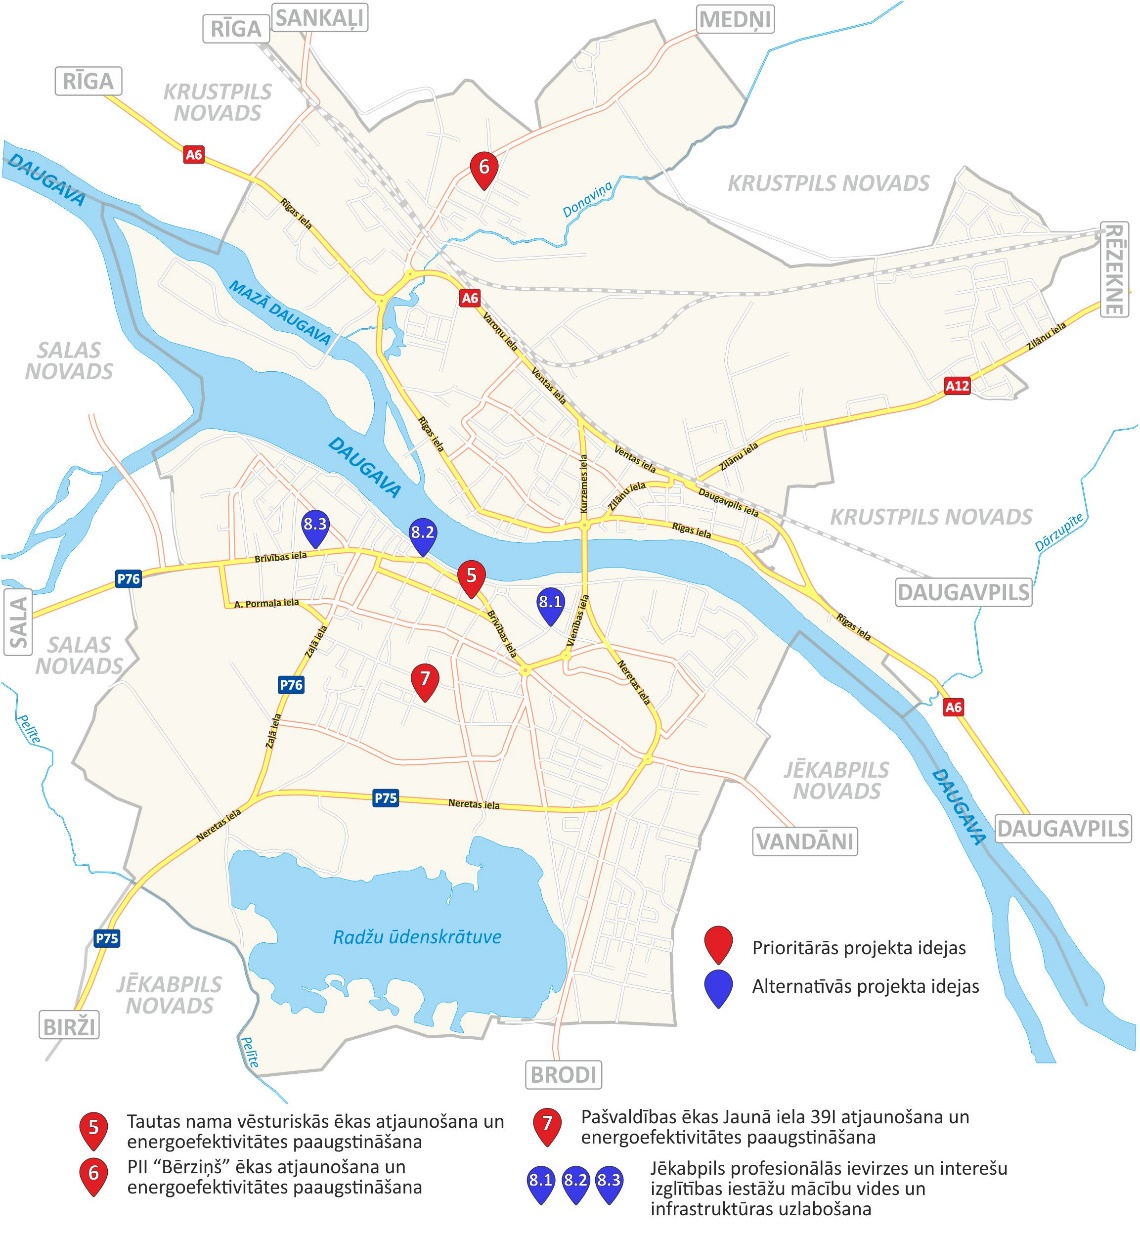 SANKAĻI
RĪGA
MEDŅI
RĪGA
KRUSTPILS
NOVADS
A6
DAUGAVA
6
KRUSTPILS NOVADS
Donaviņa
Rīgas iela
RĒZEKNE
MAZĀ DAUGAVA
A6
Varoņu iela
Zilānu iela
SALAS
NOVADS
Ventas iela
A12
Rīgas iela
DAUGAVA
Ventas iela
Zilānu iela
Kurzemes iela
Zilānu iela
Daugavpils iela
KRUSTPILS NOVADS
8.3
8.2
Rīgas iela
Dārzupīte
Brīvības iela
P76
5
DAUGAVPILS
8.1
A. Pormaļa iela
SALA
Brīvības iela
Vienības iela
Rīgas iela
Zaļā iela
SALAS
NOVADS
7
P76
Neretas iela
A6
Pelīte
Zaļā iela
JĒKABPILS
NOVADS
DAUGAVA
P75
Neretas iela
Neretas iela
VANDĀNI
DAUGAVPILS
P75
Radžu ūdenskrātuve
Prioritārās projekta idejas
Alternatīvās projekta idejas
JĒKABPILS
NOVADS
BIRŽI
Pelīte
BRODI
5
Tautas nama vēsturiskās ēkas atjaunošana un
energoefektivitātes paaugstināšana
6
PII “Bērziņš” ēkas atjaunošana un
energoefektivitātes paaugstināšana
7
Pašvaldības ēkas Jaunā iela 39I atjaunošana un
energoefektivitātes paaugstināšana
8.1 8.2 8.3
Jēkabpils profesionālās ievirzes un interešu
izglītības iestāžu mācību vides un
infrastruktūras uzlabošana